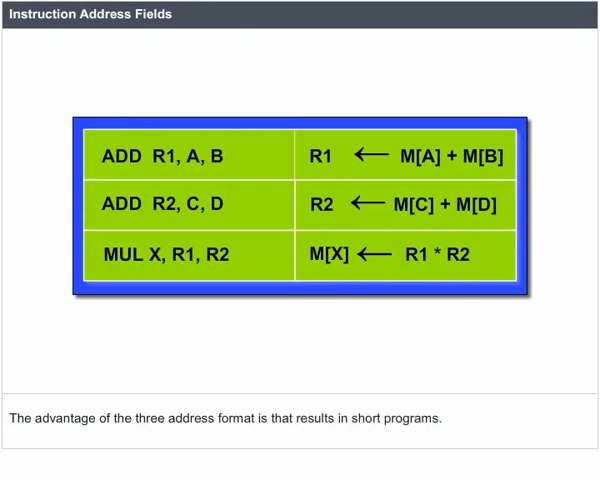 Instruction Address Fields
ADD R1, A, B R1 ← M[A] + M[B]
ADD R2, C, D R2 ← M[C] + M[D]
MUL X, R1, R2 M[X] ← R1 * R2
The advantage of the three address format is that results in short programs.